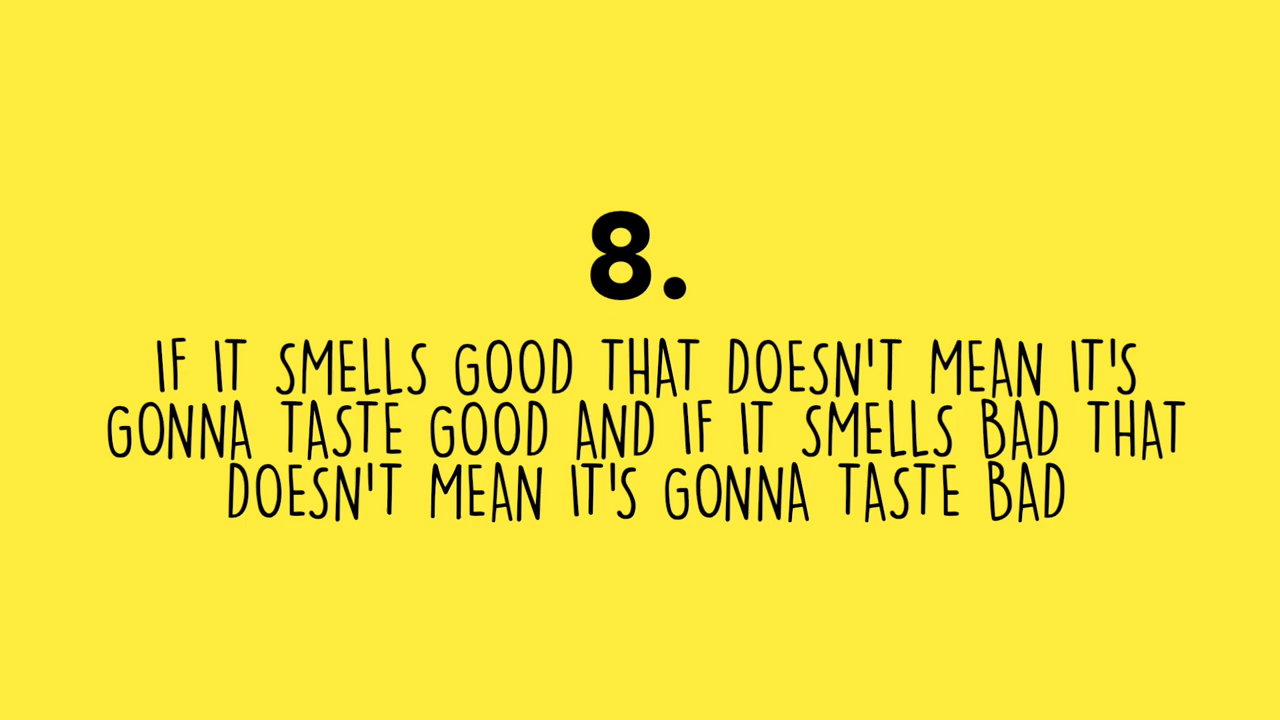 8.
IF IT SMELLS GOOD THAT DOESN'T MEAN IT'S
GONNA TASTE GOOD AND IF IT SMELLS BAD THAT
DOESN'T MEAN IT'S GONNA TASTE BAD